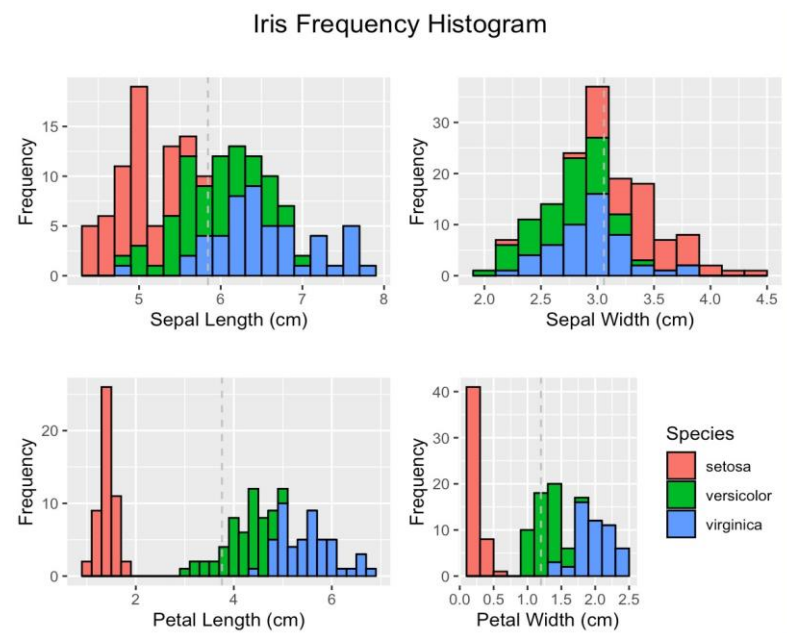 Iris Frequency Histogram
Frequency
15
10
5
0
5
6
7
8
Sepal Length (cm)
Frequency
30
20
10
0
2.0
2.5
3.0
3.5
4.0
4.5
Sepal Width (cm)
Frequency
20
10
0
2
4
6
Petal Length (cm)
Frequency
40
30
20
10
0
0.0
0.5
1.0
1.5
2.0
2.5
Petal Width (cm)
Species
setosa
versicolor
virginica